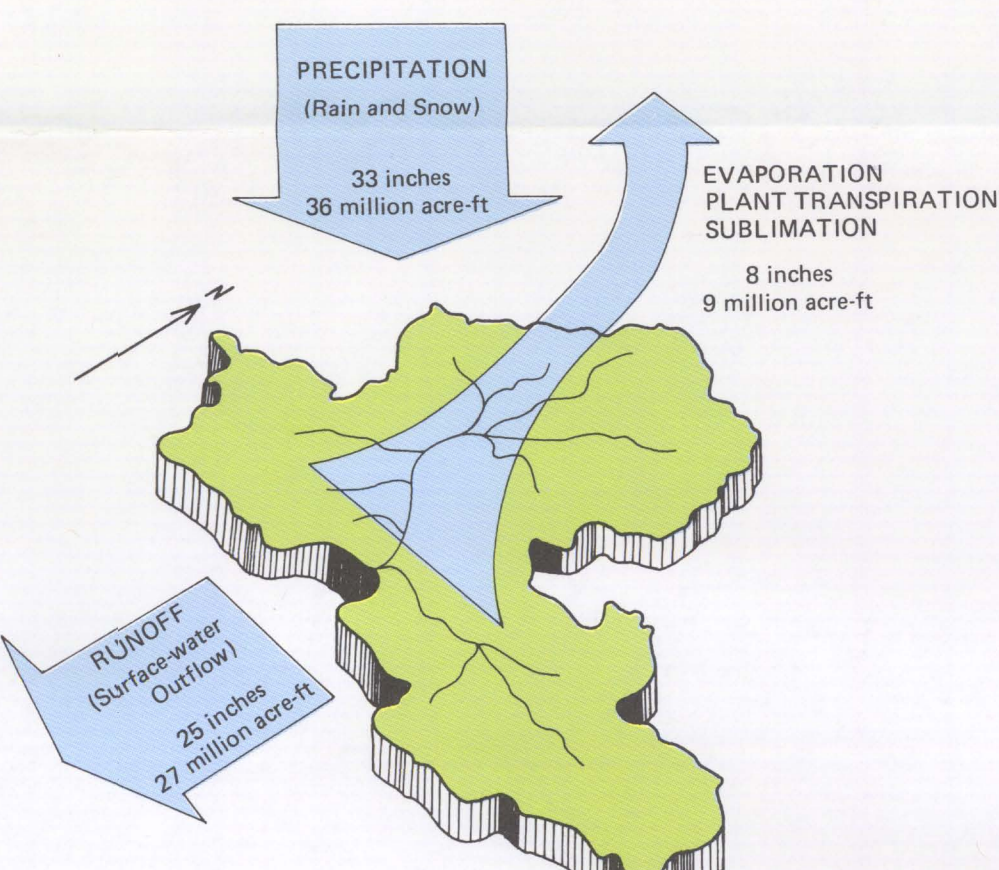 PRECIPITATION
(Rain and Snow)
33 inches
36 million acre-ft
EVAPORATION
PLANT TRANSPIRATION
SUBLIMATION
8 inches
9 million acre-ft
N
RUNOFF
(Surface-water
Outflow)
25 inches
27 million acre-ft